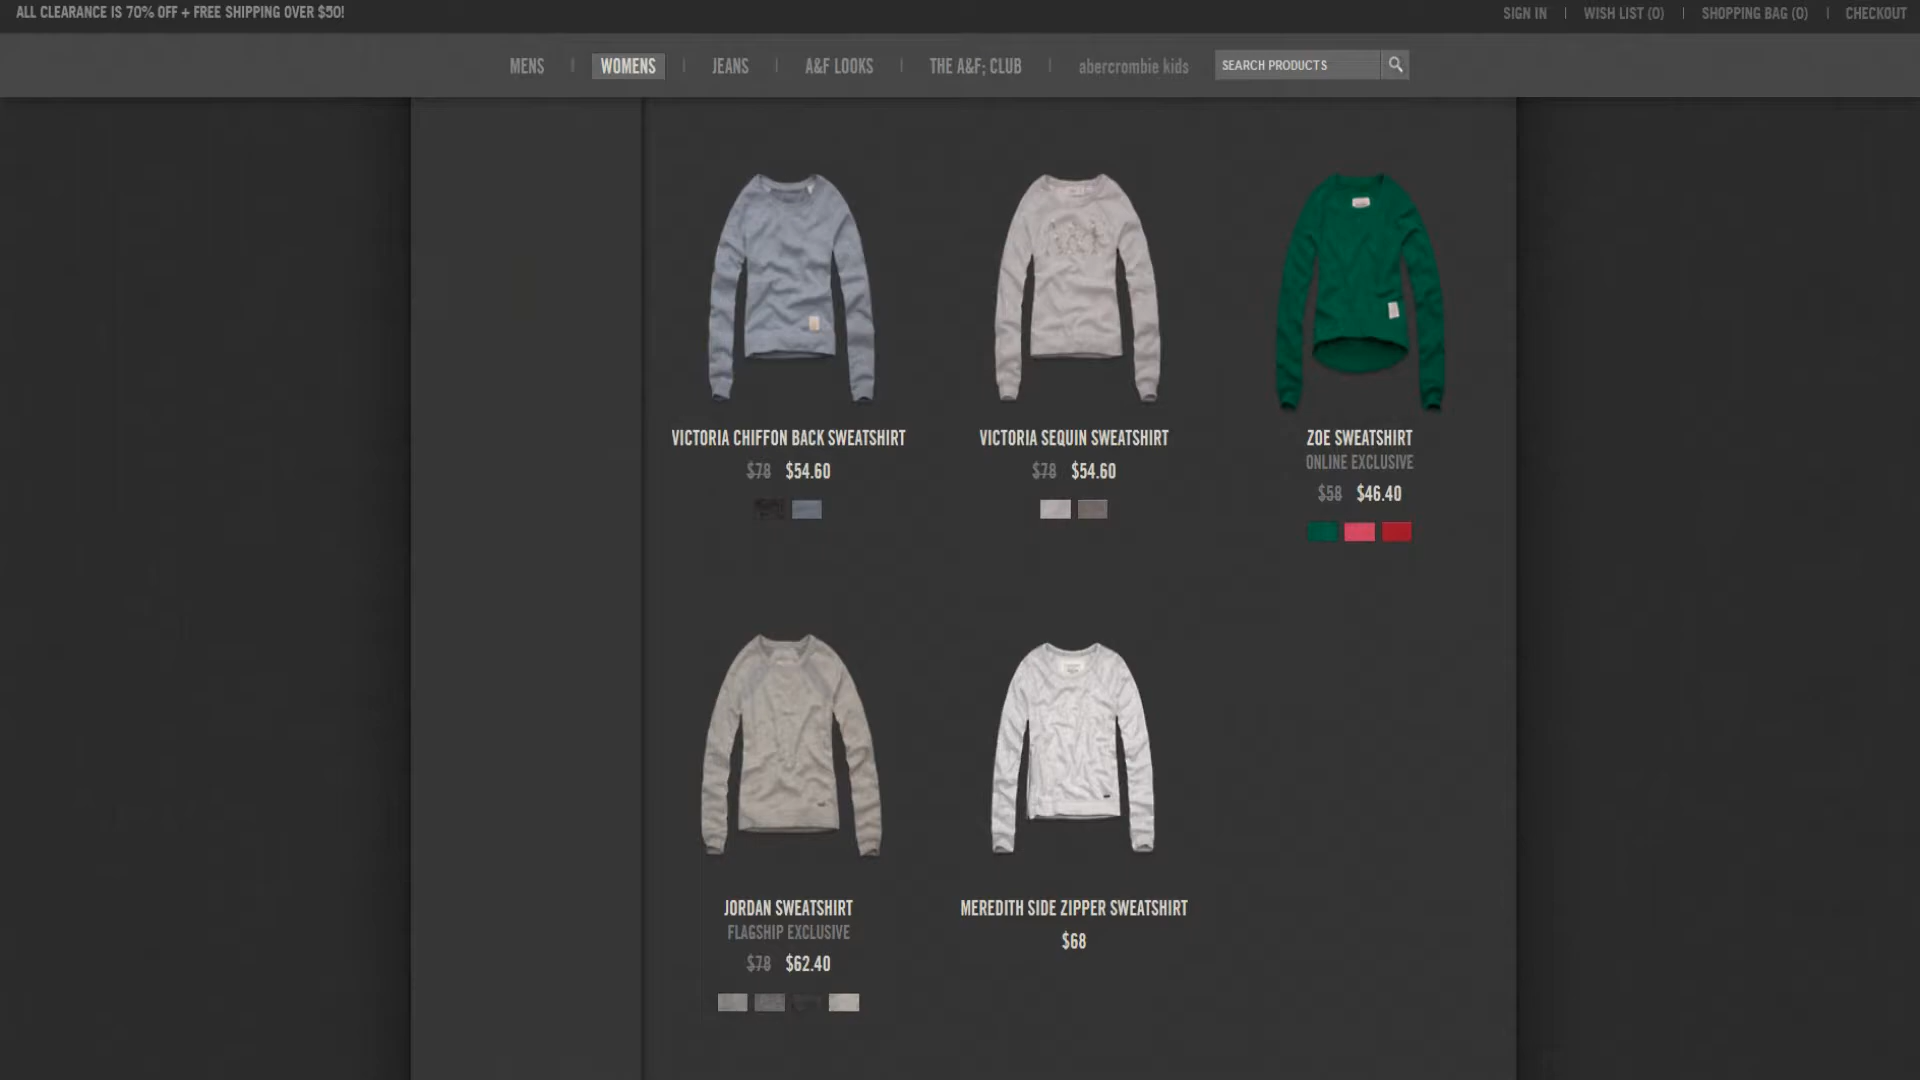 ALL CLEARANCE IS 70% OFF + FREE SHIPPING OVER $50!
SIGN IN | WISH LIST (0) | SHOPPING BAG (0) | CHECKOUT
MENS | WOMENS | JEANS | A&F LOOKS | THE A&F; CLUB | abercrombie kids
SEARCH PRODUCTS
VICTORIA CHIFFON BACK SWEATSHIRT
$78 $54.60
VICTORIA SEQUIN SWEATSHIRT
$78 $54.60
ZOE SWEATSHIRT
ONLINE EXCLUSIVE
$58 $46.40
JORDAN SWEATSHIRT
FLAGSHIP EXCLUSIVE
$78 $62.40
MEREDITH SIDE ZIPPER SWEATSHIRT
$68